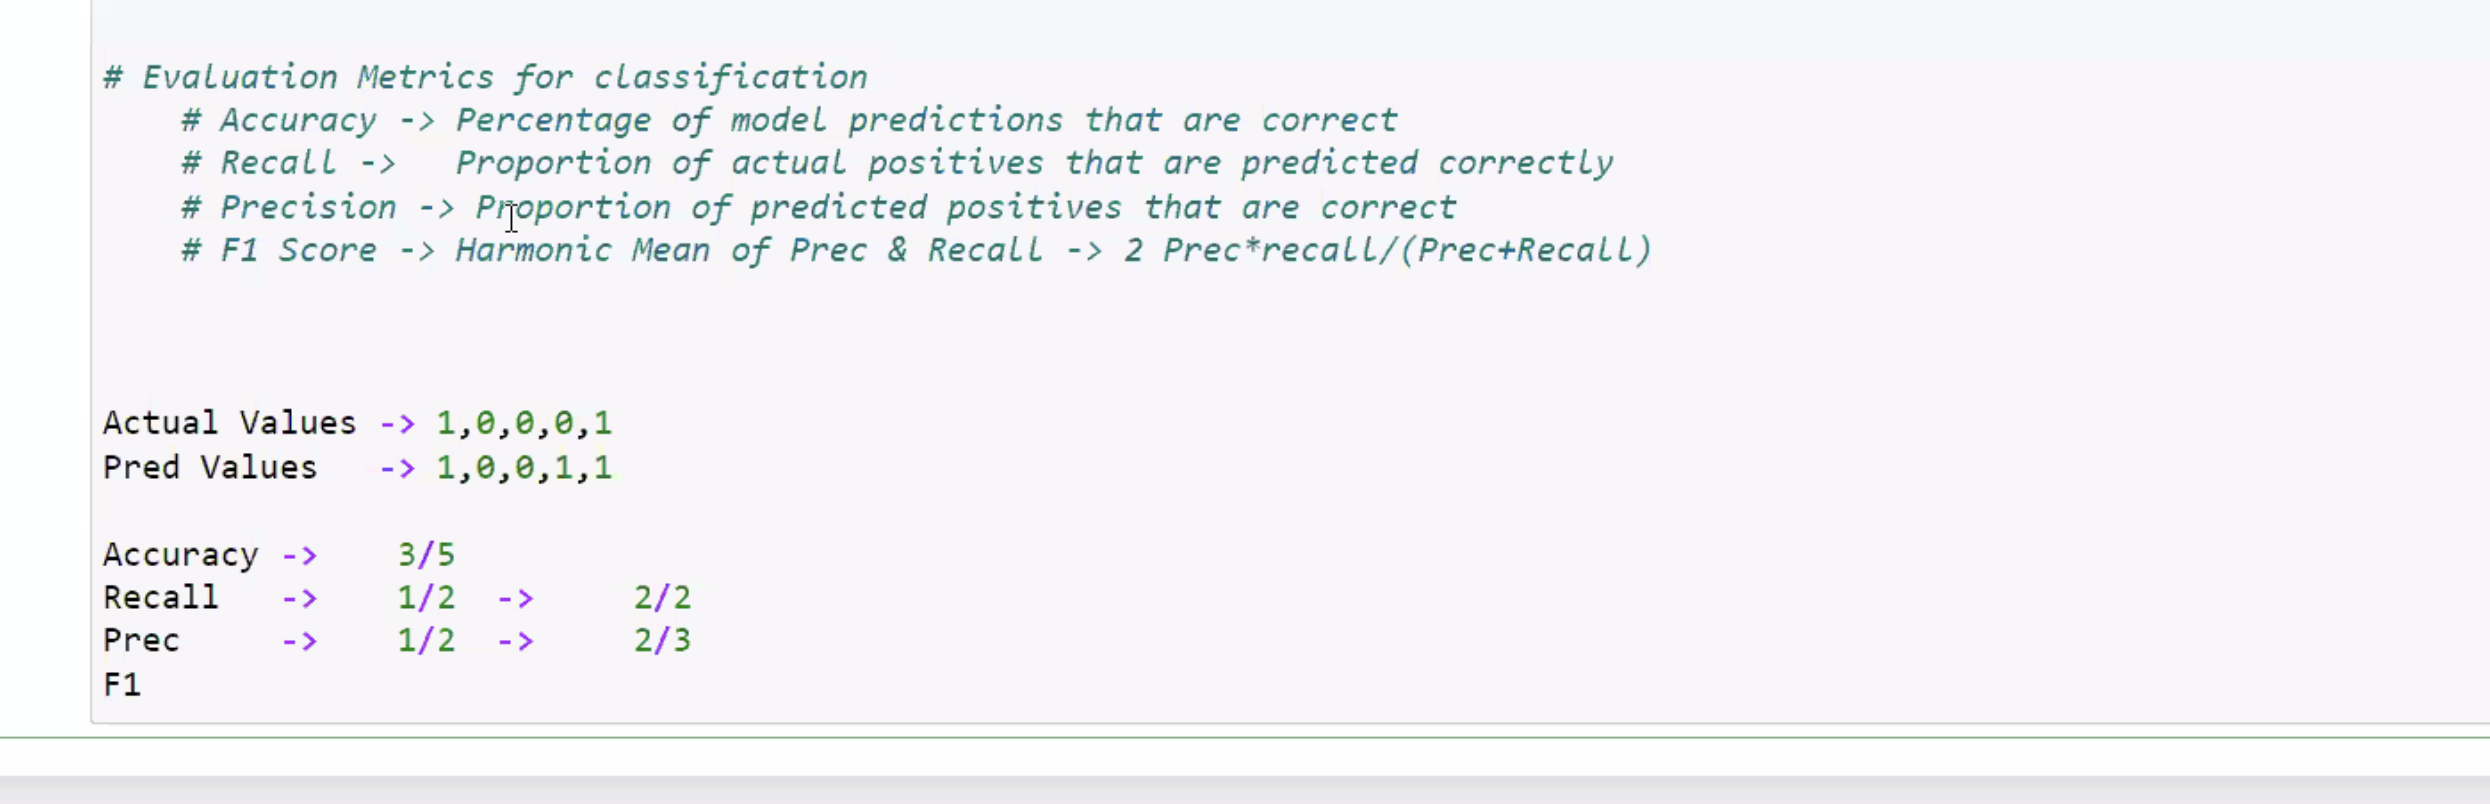 # Evaluation Metrics for classification
# Accuracy -> Percentage of model predictions that are correct
# Recall -> Proportion of actual positives that are predicted correctly
# Precision -> Proportion of predicted positives that are correct
# F1 Score -> Harmonic Mean of Prec & Recall -> 2 Prec*recall/(Prec+Recall)
Actual Values -> 1,0,0,0,1
Pred Values -> 1,0,0,1,1
Accuracy -> 3/5
Recall -> 1/2 -> 2/2
Prec -> 1/2 -> 2/3
F1